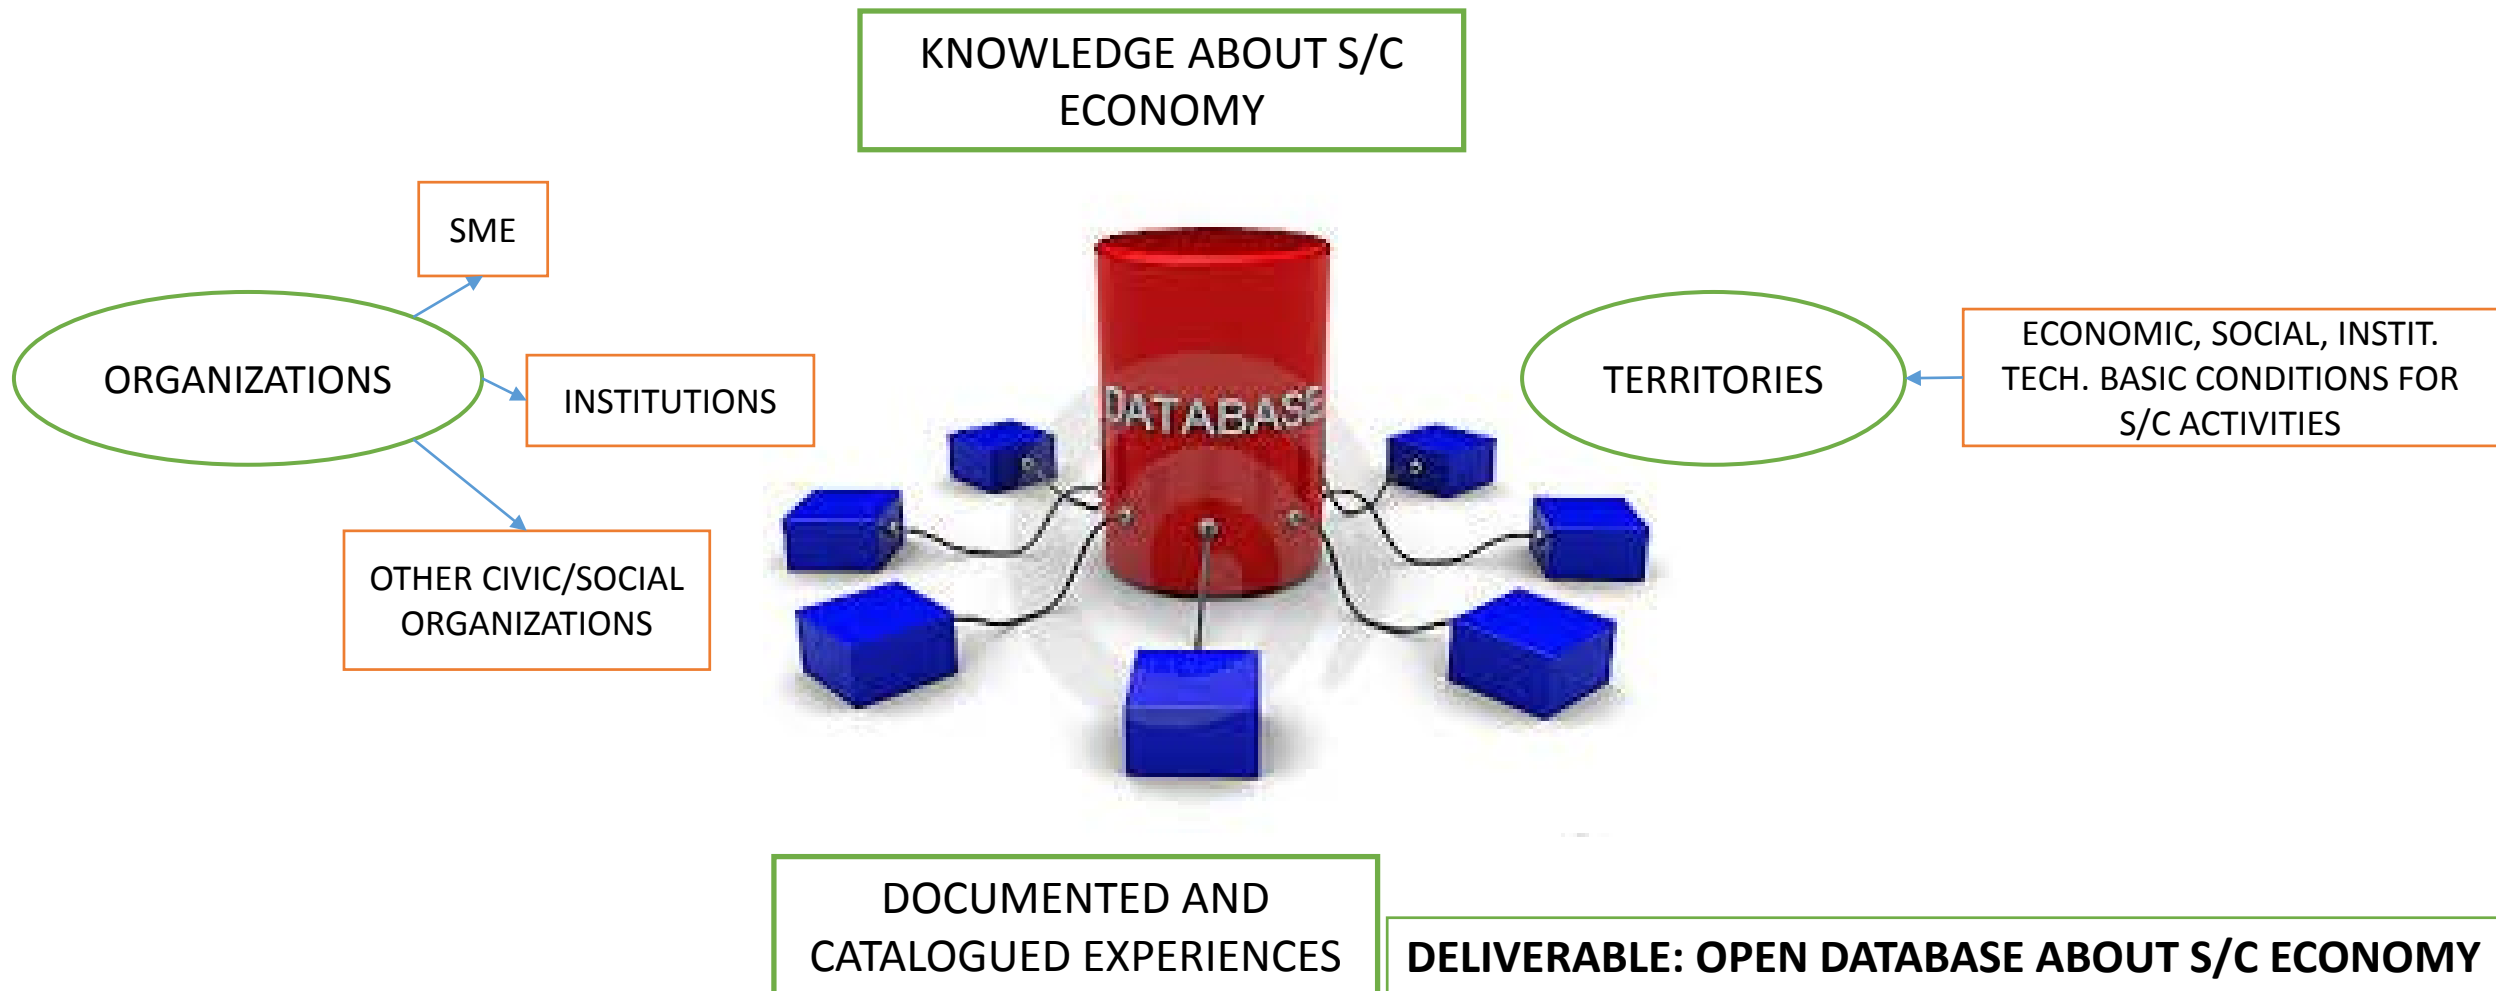 KNOWLEDGE ABOUT S/C
ECONOMY
SME
ORGANIZATIONS
INSTITUTIONS
OTHER CIVIC/SOCIAL
ORGANIZATIONS
DATABASE
TERRITORIES
ECONOMIC, SOCIAL, INSTIT.
TECH. BASIC CONDITIONS FOR
S/C ACTIVITIES
DOCUMENTED AND
CATALOGUED EXPERIENCES
DELIVERABLE: OPEN DATABASE ABOUT S/C ECONOMY